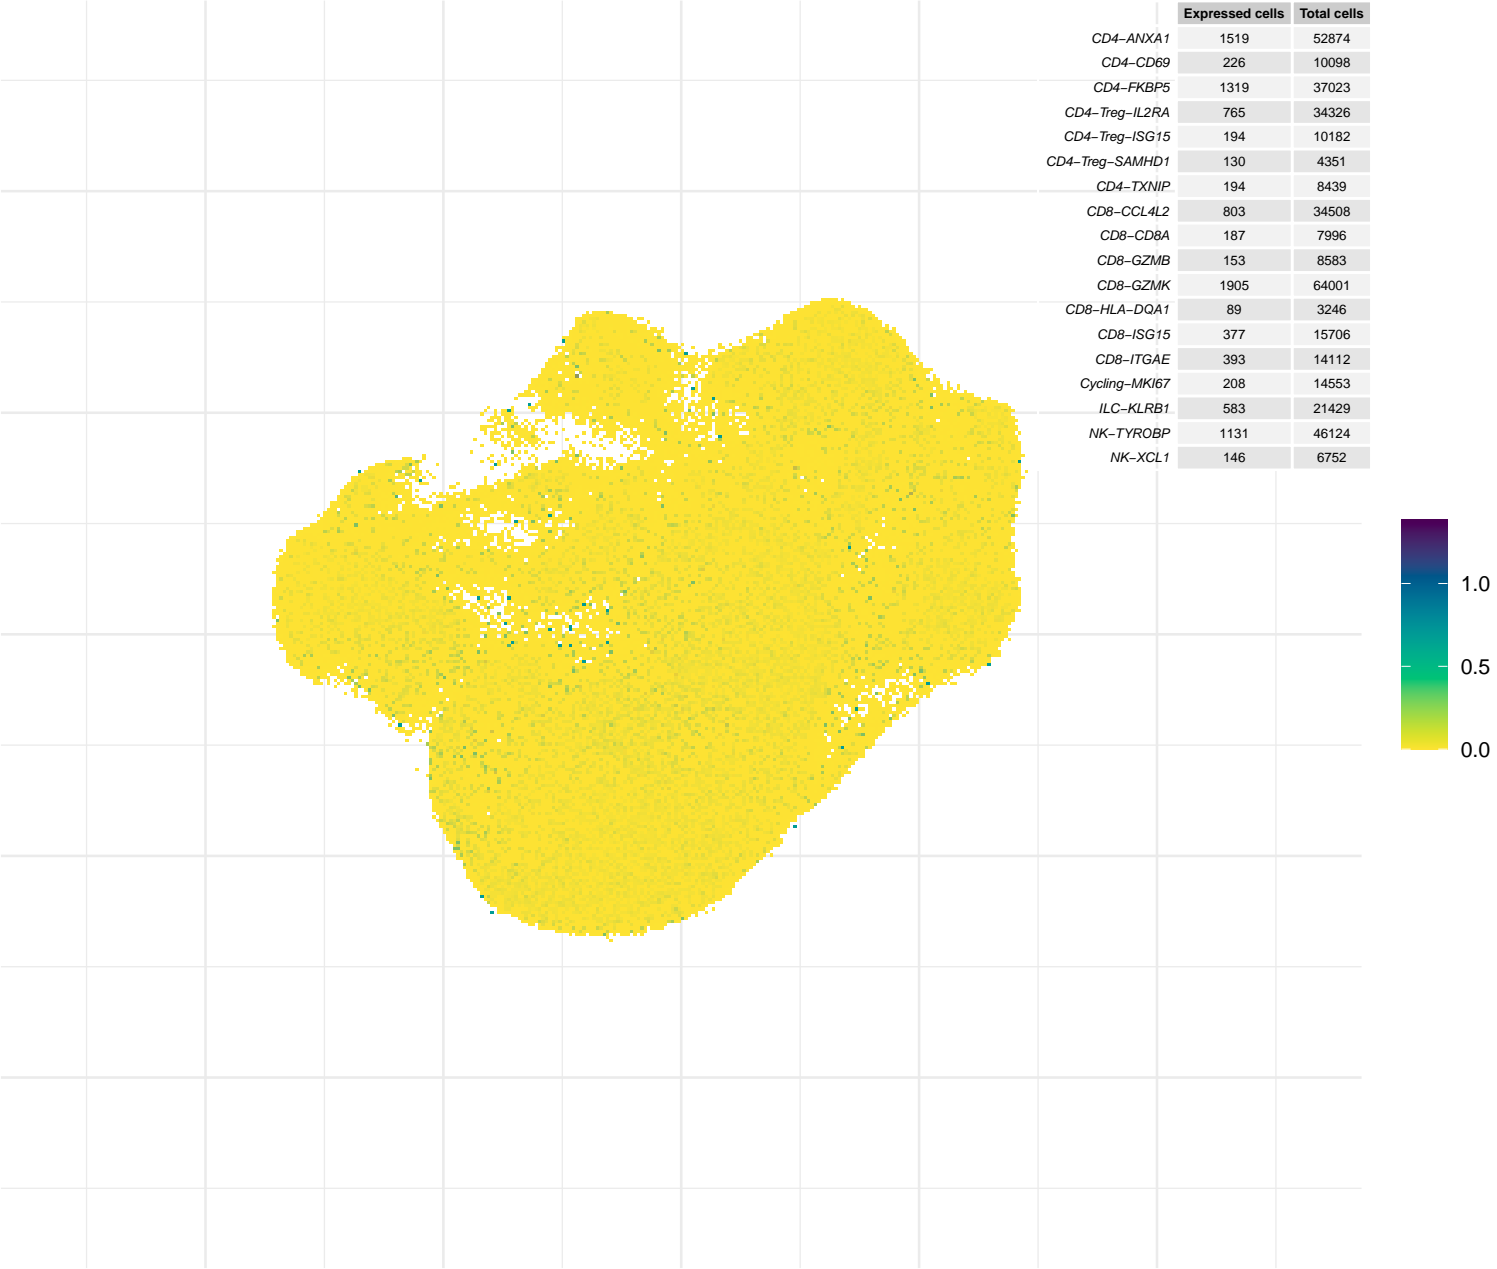 Expressed cells Total cells
CD4−ANXA1 1519 52874
CD4−CD69 226 10098
CD4−FKBP5 1319 37023
CD4−Treg−IL2RA 765 34326
CD4−Treg−ISG15 194 10182
CD4−Treg−SAMHD1 130 4351
CD4−TXNIP 194 8439
CD8−CCL4L2 803 34508
CD8−CD8A 187 7996
CD8−GZMB 153 8583
CD8−GZMK 1905 64001
CD8−HLA−DQA1 89 3246
CD8−ISG15 377 15706
CD8−ITGAE 393 14112
Cycling−MKI67 208 14553
ILC−KLRB1 583 21429
NK−TYROBP 1131 46124
NK−XCL1 146 6752
1.0
0.5
0.0